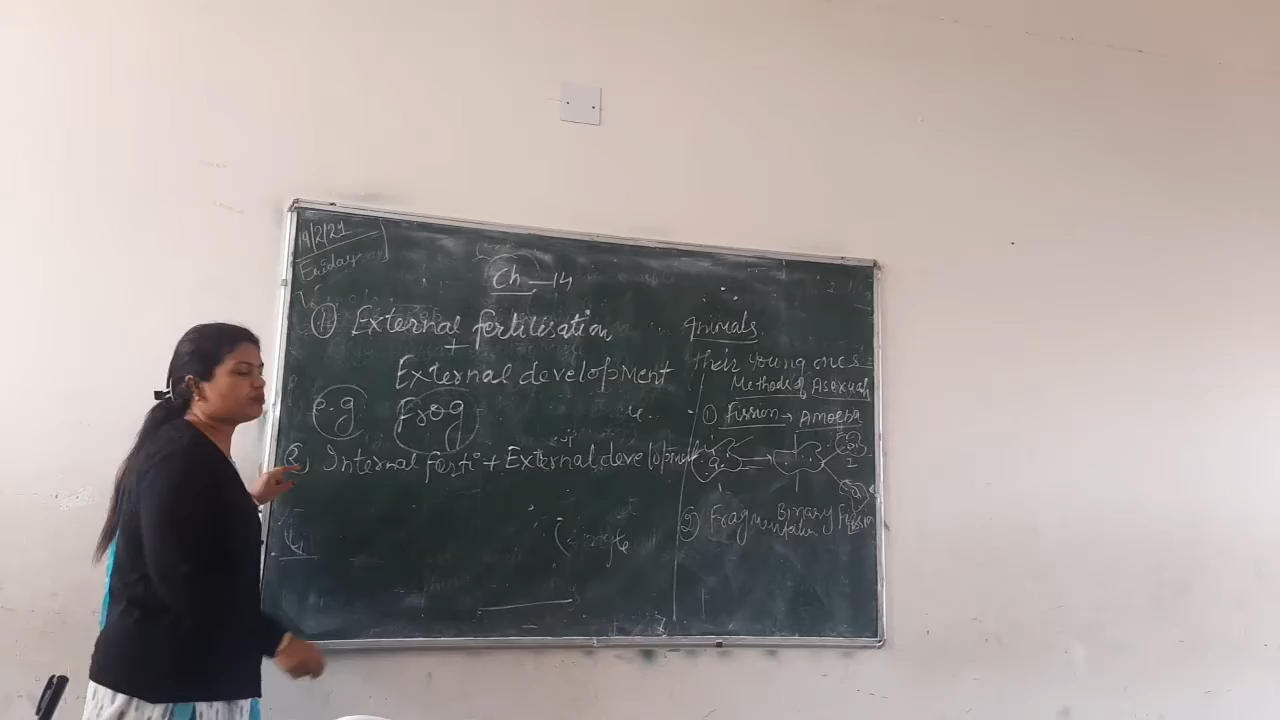 19/2/21
Friday
Ch - 14
① External fertilisation
+
External development
e.g Frog
② Internal ferti° + External development
Animals
their young ones =
Methods of Asexual
① Fission → Amoeba
Binary Fission
② Fragmentation